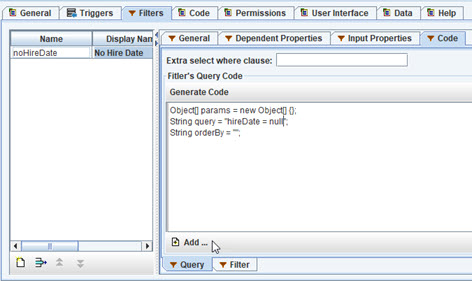 General Triggers Filters Code Permissions User Interface Data Help
Name Display Nan
noHireDate No Hire Date
General Dependent Properties Input Properties Code
Extra select where clause:
Fitler's Query Code
Generate Code
Object[] params = new Object[] {};
String query = "hireDate = null";
String orderBy = "";
Add ...
Query Filter